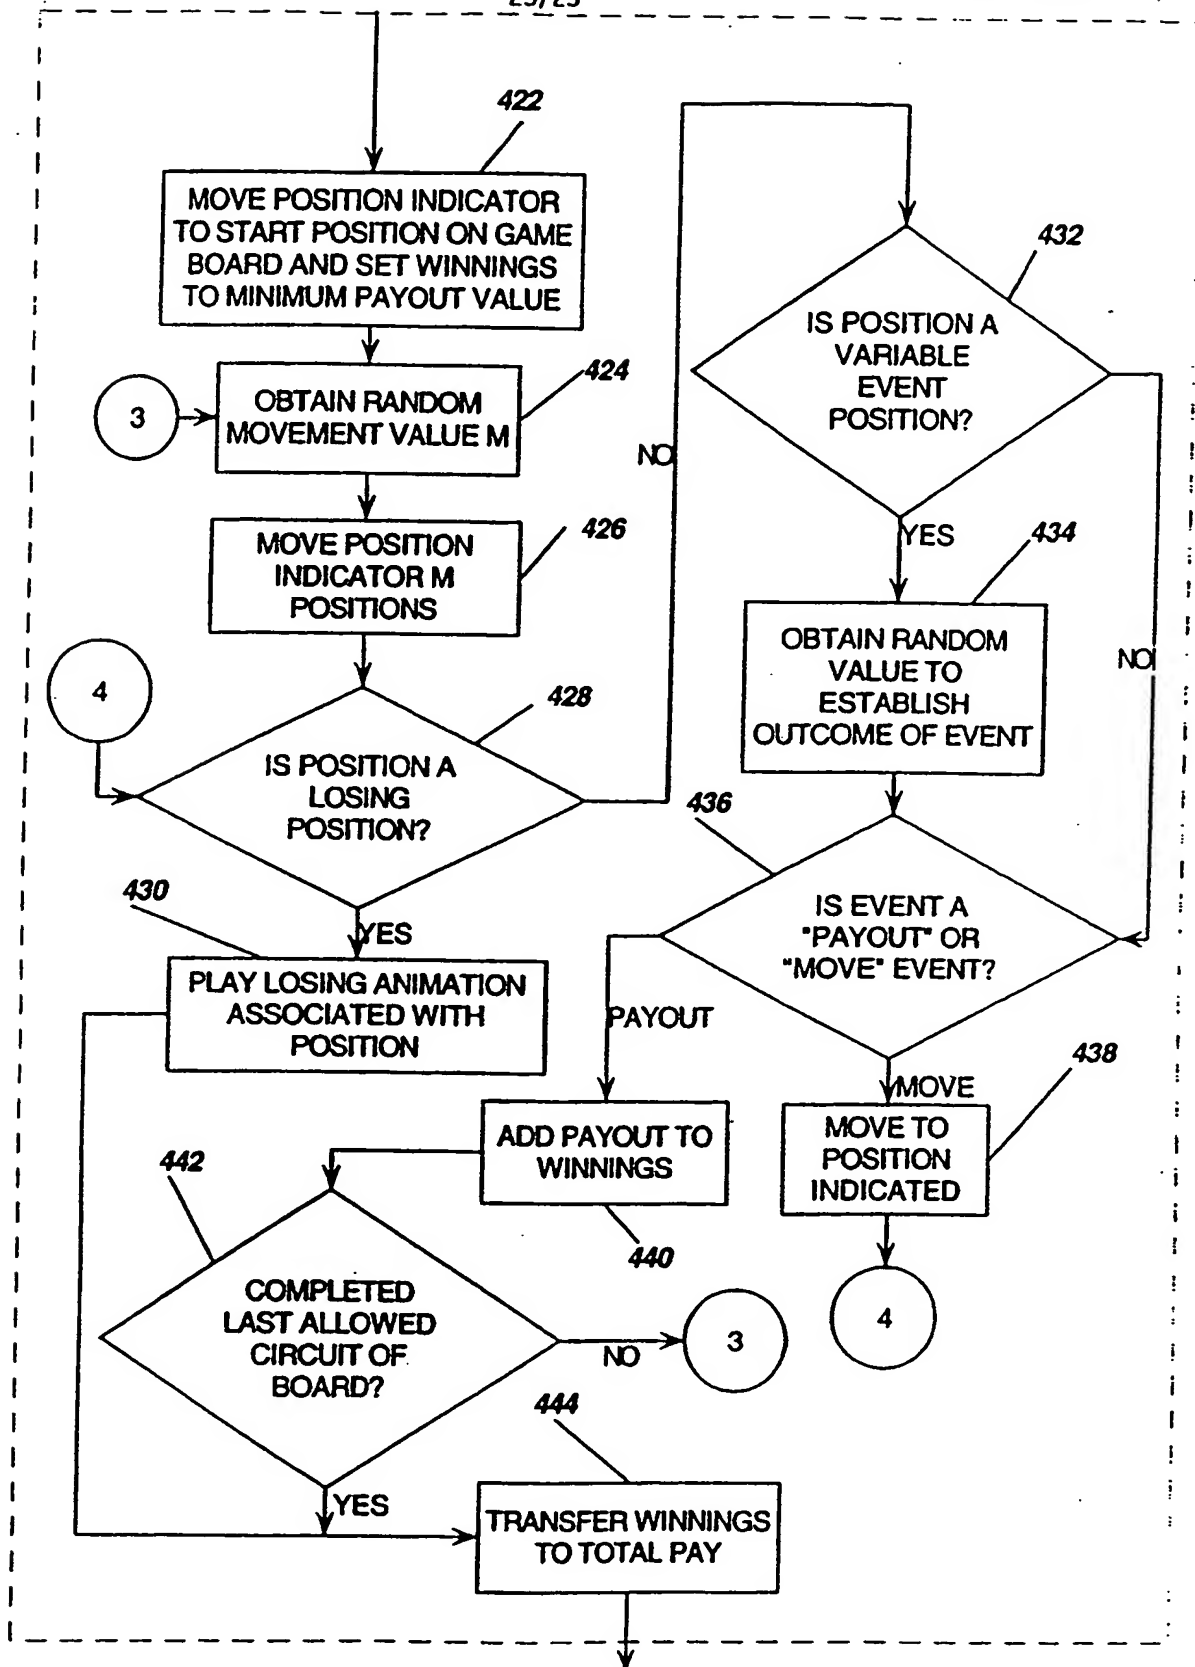 422
MOVE POSITION INDICATOR
TO START POSITION ON GAME
BOARD AND SET WINNINGS
TO MINIMUM PAYOUT VALUE
3
424
OBTAIN RANDOM
MOVEMENT VALUE M
426
MOVE POSITION
INDICATOR M
POSITIONS
4
428
IS POSITION A
LOSING
POSITION?
NO
YES
430
PLAY LOSING ANIMATION
ASSOCIATED WITH
POSITION
432
IS POSITION A
VARIABLE
EVENT
POSITION?
NO
YES
434
OBTAIN RANDOM
VALUE TO
ESTABLISH
OUTCOME OF EVENT
436
IS EVENT A
"PAYOUT" OR
"MOVE" EVENT?
PAYOUT
MOVE
438
MOVE TO
POSITION
INDICATED
4
ADD PAYOUT TO
WINNINGS
440
442
COMPLETED
LAST ALLOWED
CIRCUIT OF
BOARD?
NO
3
YES
444
TRANSFER WINNINGS
TO TOTAL PAY